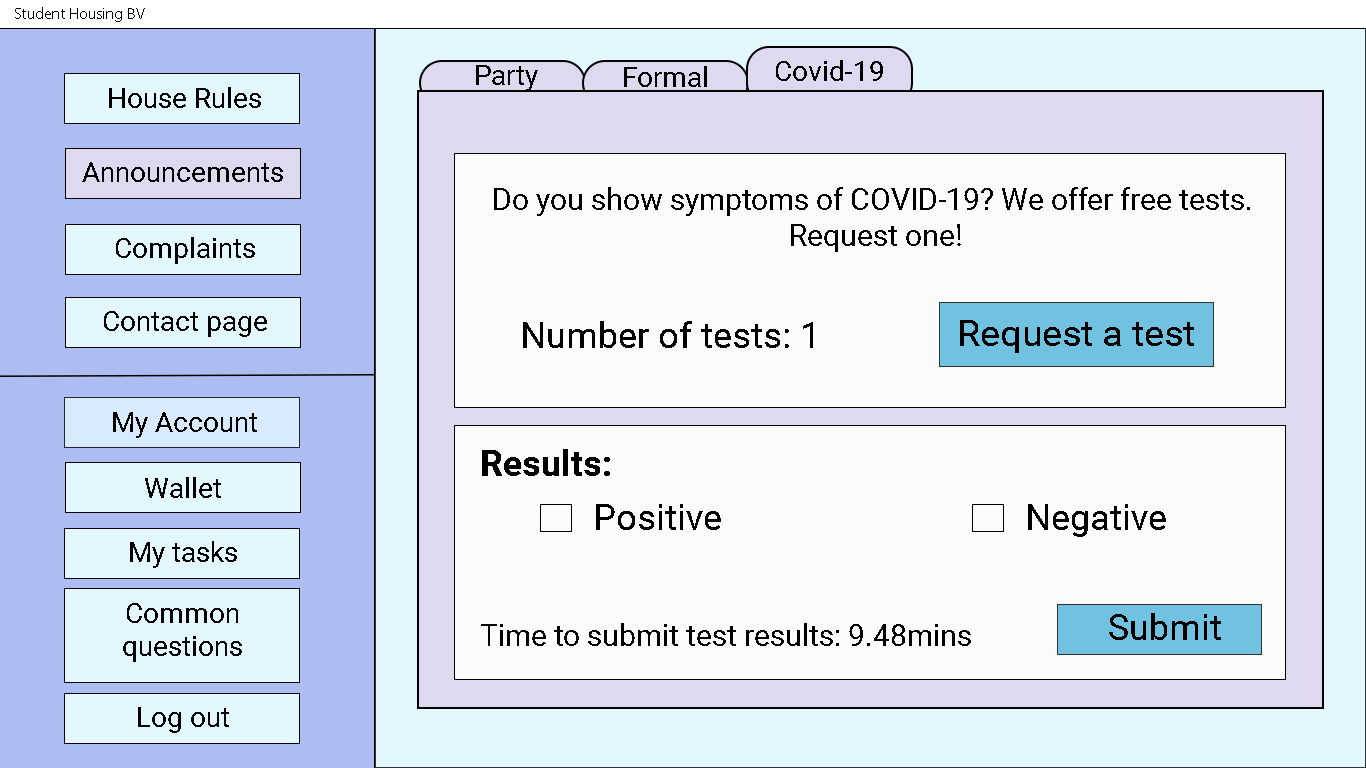 Student Housing BV
House Rules
Announcements
Complaints
Contact page
My Account
Wallet
My tasks
Common
questions
Log out
Party
Formal
Covid-19
Do you show symptoms of COVID-19? We offer free tests.
Request one!
Number of tests: 1
Request a test
Results:
Positive
Negative
Time to submit test results: 9.48mins
Submit